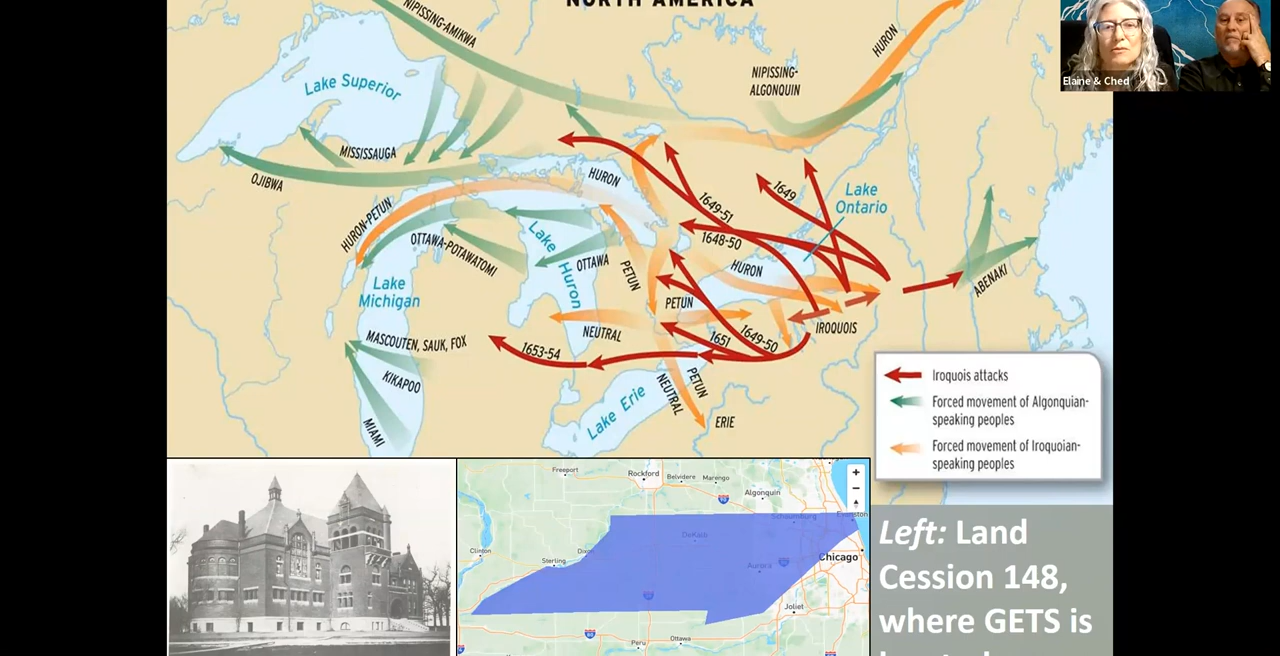 NORTH AMERICA
NIPISSING-AMIKWA
HURON
Elaine & Ched
NIPISSING-
ALGONQUIN
Lake Superior
MISSISSAUGA
OJIBWA
HURON
1649
Lake
Ontario
1649-51
HURON-PETUN
1648-50
OTTAWA-POTAWATOMI
Lake
Huron
OTTAWA
PETUN
HURON
ABENAKI
Lake
Michigan
PETUN
IROQUOIS
NEUTRAL
1651
1649-50
MASCOUTEN, SAUK, FOX
1653-54
KIKAPOO
PETUN
NEUTRAL
Lake Erie
ERIE
MIAMI
Iroquois attacks
Forced movement of Algonquian-
speaking peoples
Forced movement of Iroquoian-
speaking peoples
Freeport
Rockford
Belvidere
Marengo
Algonquin
Schaumburg
Evanston
Clinton
Sterling
Dixon
DeKalb
Aurora
Chicago
Joliet
Peru
Ottawa
Left: Land
Cession 148,
where GETS is